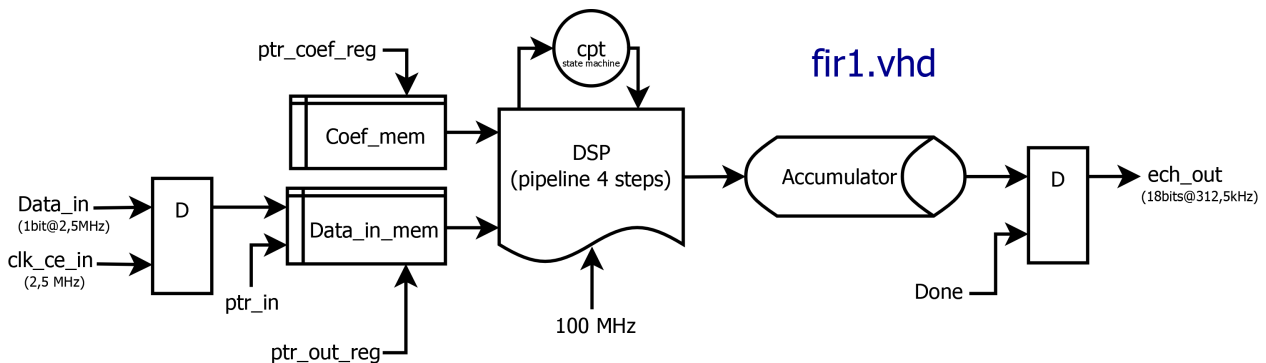 fir1.vhd
ptr_coef_reg
cpt
state machine
Coef_mem
DSP
(pipeline 4 steps)
Accumulator
D
ech_out
(18bits@312,5kHz)
Data_in
(1bit@2,5MHz)
D
Data_in_mem
clk_ce_in
(2,5 MHz)
ptr_in
Done
100 MHz
ptr_out_reg